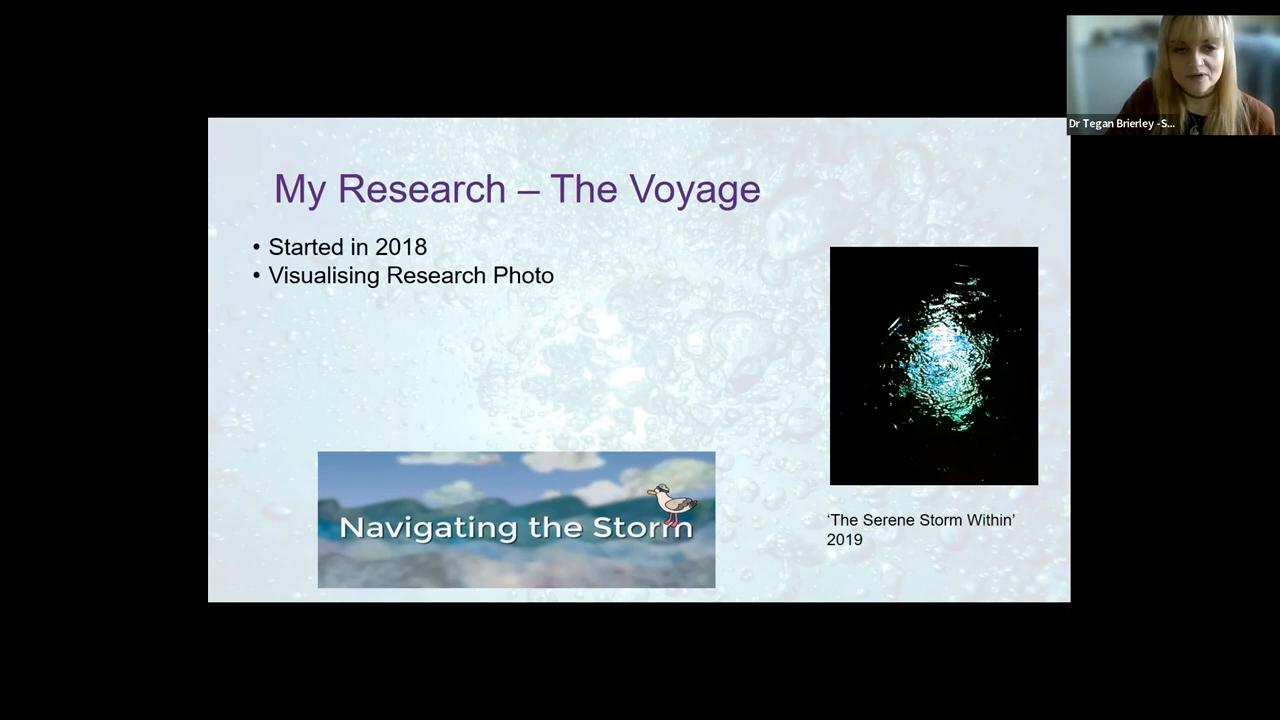 Dr Tegan Brierley -S...
My Research – The Voyage
• Started in 2018
• Visualising Research Photo
Navigating the Storm
‘The Serene Storm Within’
2019